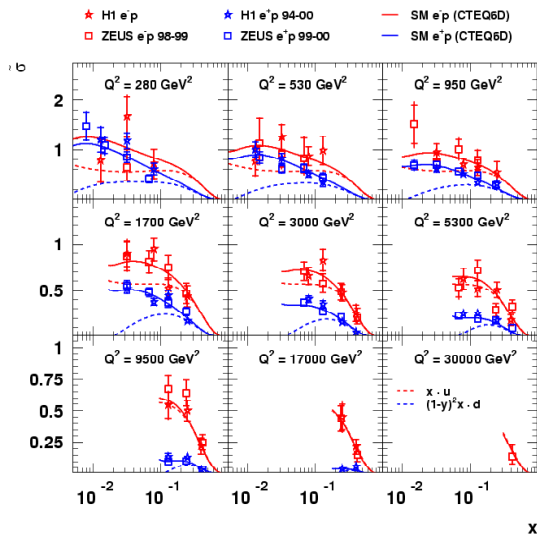 H1 e⁻p H1 e⁺p 94-00 SM e⁻p (CTEQ6D)
ZEUS e⁻p 98-99 ZEUS e⁺p 99-00 SM e⁺p (CTEQ6D)
σ̃
Q² = 280 GeV² Q² = 530 GeV² Q² = 950 GeV²
2
1
0
Q² = 1700 GeV² Q² = 3000 GeV² Q² = 5300 GeV²
1
0.5
0
Q² = 9500 GeV² Q² = 17000 GeV² Q² = 30000 GeV²
1
0.75
0.5
0.25
x · u
(1-y)²x · d
10⁻² 10⁻¹ 10⁻² 10⁻¹ 10⁻² 10⁻¹
x